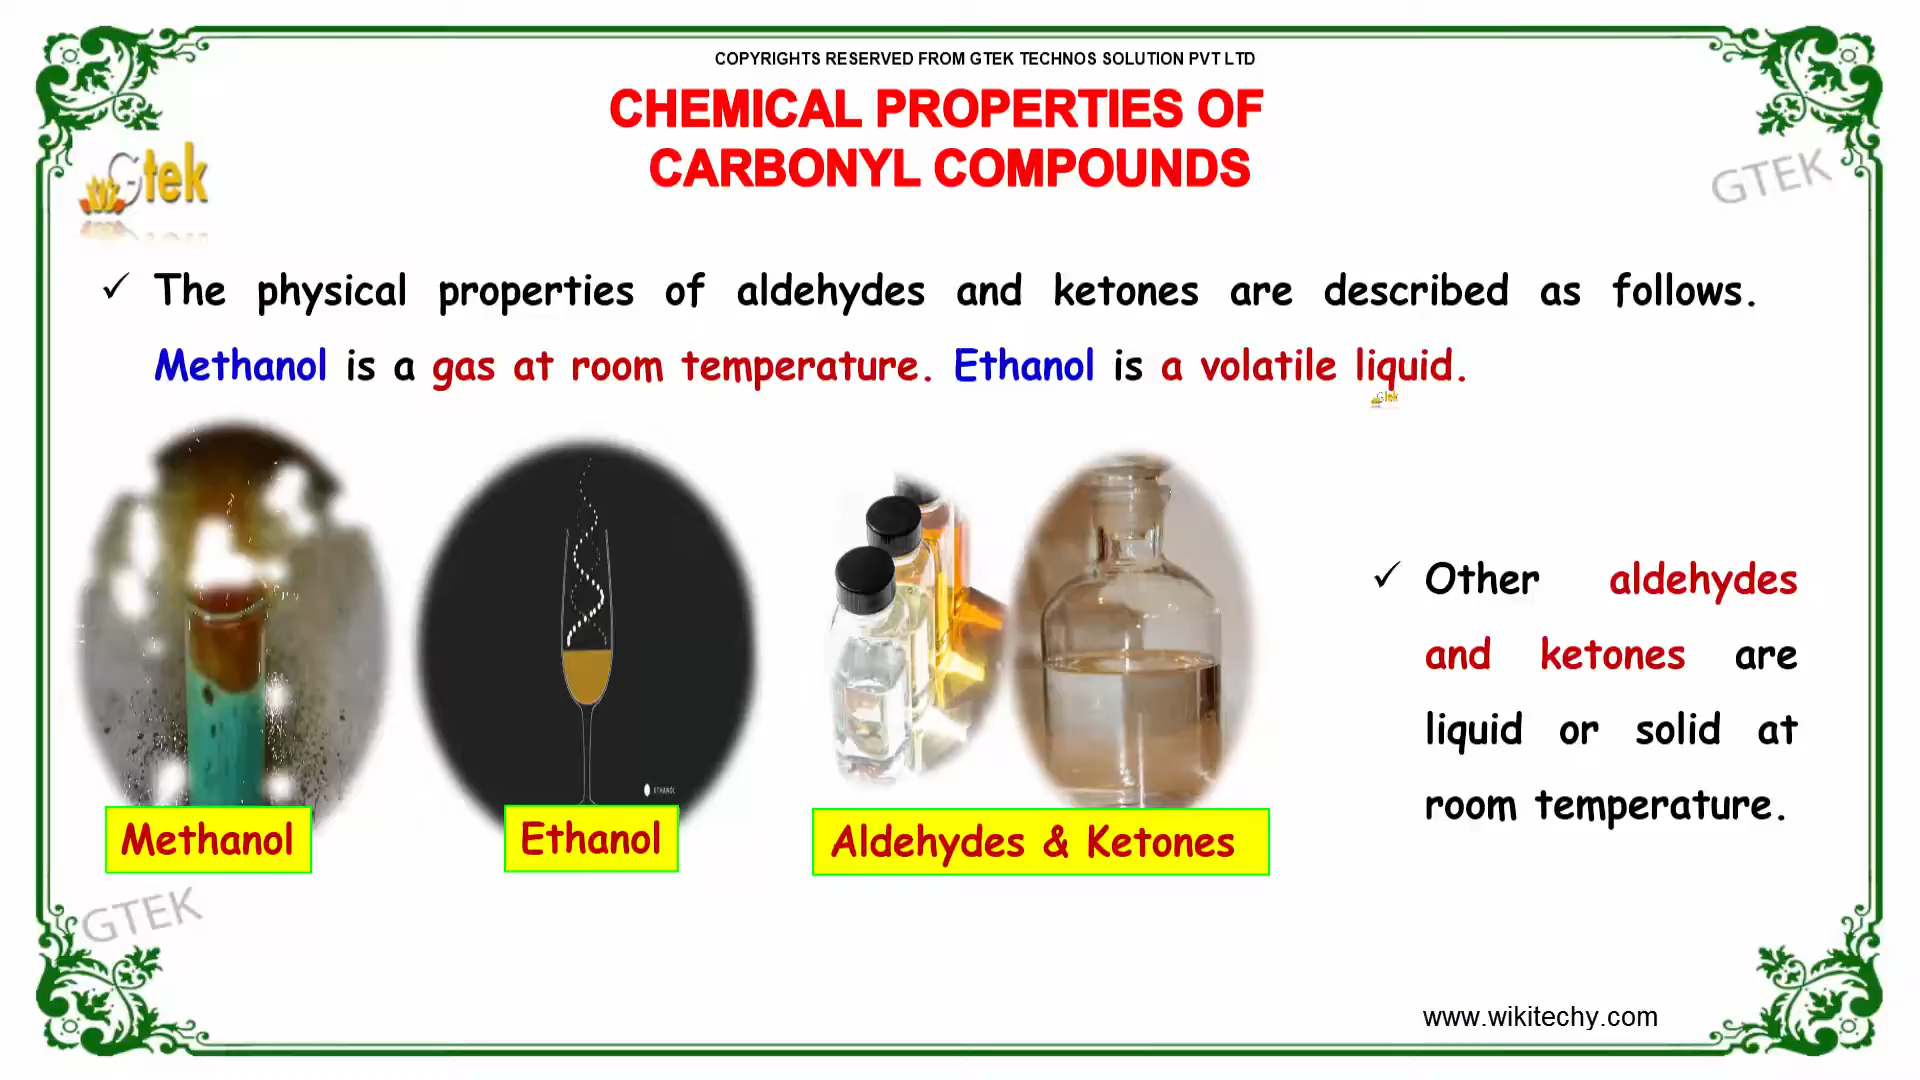 COPYRIGHTS RESERVED FROM GTEK TECHNOS SOLUTION PVT LTD
CHEMICAL PROPERTIES OF
CARBONYL COMPOUNDS
Gtek
GTEK
✓ The physical properties of aldehydes and ketones are described as follows.
Methanol is a gas at room temperature. Ethanol is a volatile liquid.
Gtek
✓ Other aldehydes
and ketones are
liquid or solid at
room temperature.
ETHANOL
Methanol
Ethanol
Aldehydes & Ketones
GTEK
www.wikitechy.com